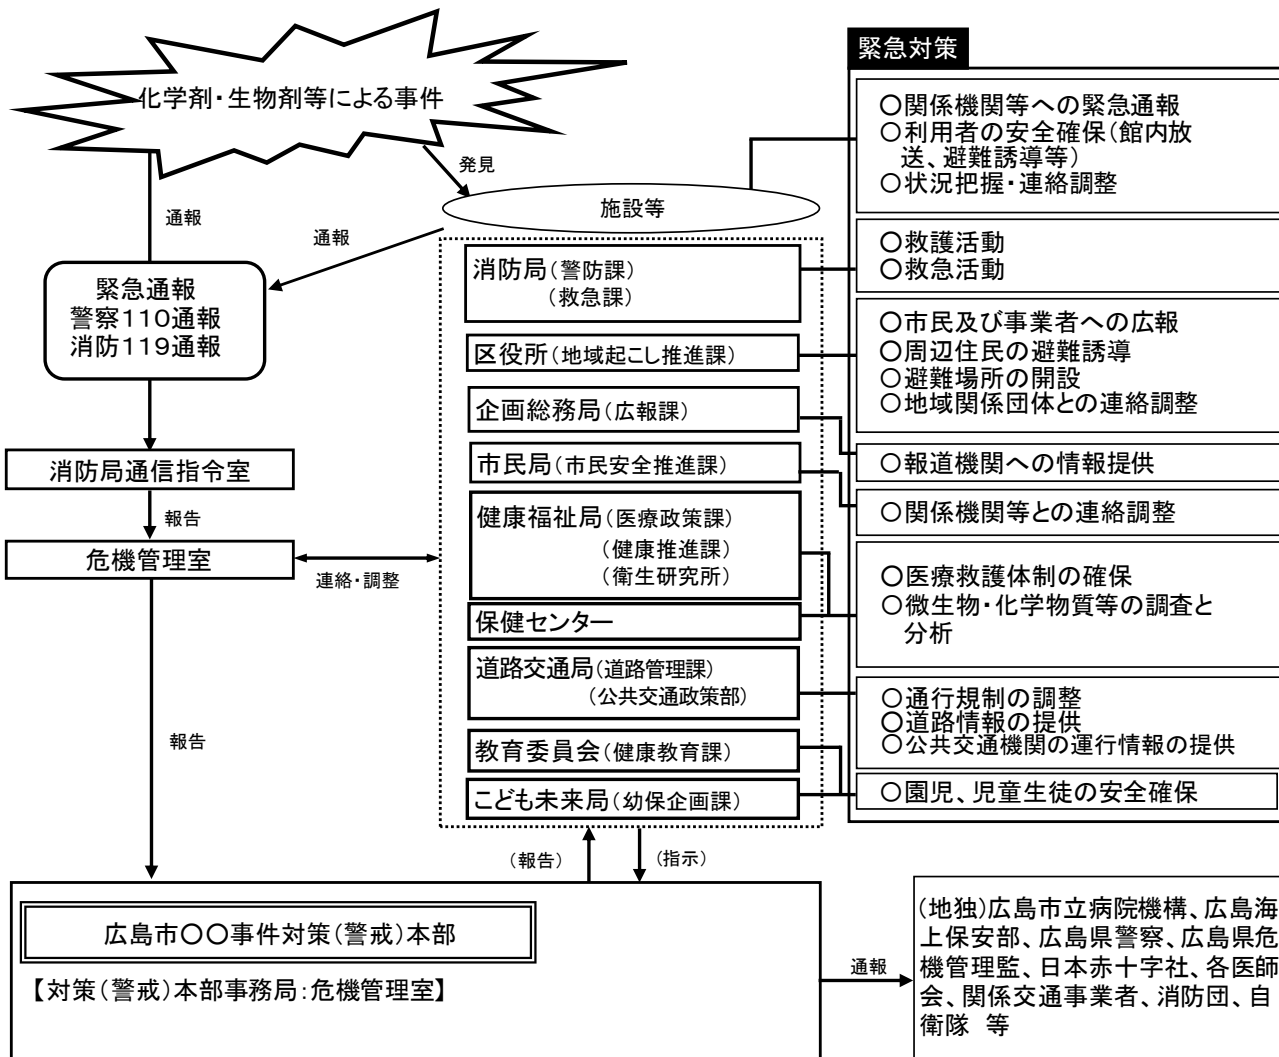 化学剤・生物剤等による事件
発見
施設等
通報
通報
緊急通報
警察110通報
消防119通報
消防局通信指令室
報告
危機管理室
連絡・調整
報告
消防局(警防課)
(救急課)
区役所(地域起こし推進課)
企画総務局(広報課)
市民局(市民安全推進課)
健康福祉局(医療政策課)
(健康推進課)
(衛生研究所)
保健センター
道路交通局(道路管理課)
(公共交通政策部)
教育委員会(健康教育課)
こども未来局(幼保企画課)
緊急対策
○関係機関等への緊急通報
○利用者の安全確保(館内放
送、避難誘導等)
○状況把握・連絡調整
○救護活動
○救急活動
○市民及び事業者への広報
○周辺住民の避難誘導
○避難場所の開設
○地域関係団体との連絡調整
○報道機関への情報提供
○関係機関等との連絡調整
○医療救護体制の確保
○微生物・化学物質等の調査と
分析
○通行規制の調整
○道路情報の提供
○公共交通機関の運行情報の提供
○園児、児童生徒の安全確保
(報告)
(指示)
広島市○○事件対策(警戒)本部
【対策(警戒)本部事務局:危機管理室】
通報
(地独)広島市立病院機構、広島海
上保安部、広島県警察、広島県危
機管理監、日本赤十字社、各医師
会、関係交通事業者、消防団、自
衛隊 等